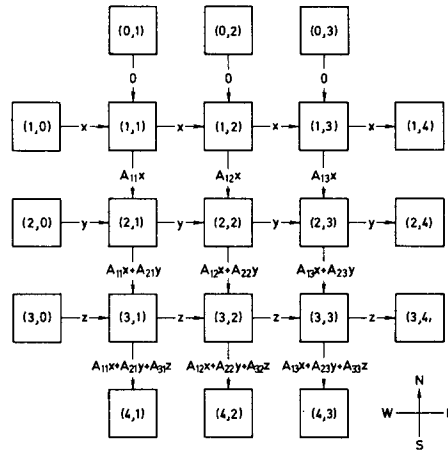 (0,1) (0,2) (0,3)
0 0 0
(1,0) x (1,1) x (1,2) x (1,3) x (1,4)
A₁₁x A₁₂x A₁₃x
(2,0) y (2,1) y (2,2) y (2,3) y (2,4)
A₁₁x+A₂₁y A₁₂x+A₂₂y A₁₃x+A₂₃y
(3,0) z (3,1) z (3,2) z (3,3) z (3,4,
A₁₁x+A₂₁y+A₃₁z A₁₂x+A₂₂y+A₃₂z A₁₃x+A₂₃y+A₃₃z
(4,1) (4,2) (4,3)
N
W
S